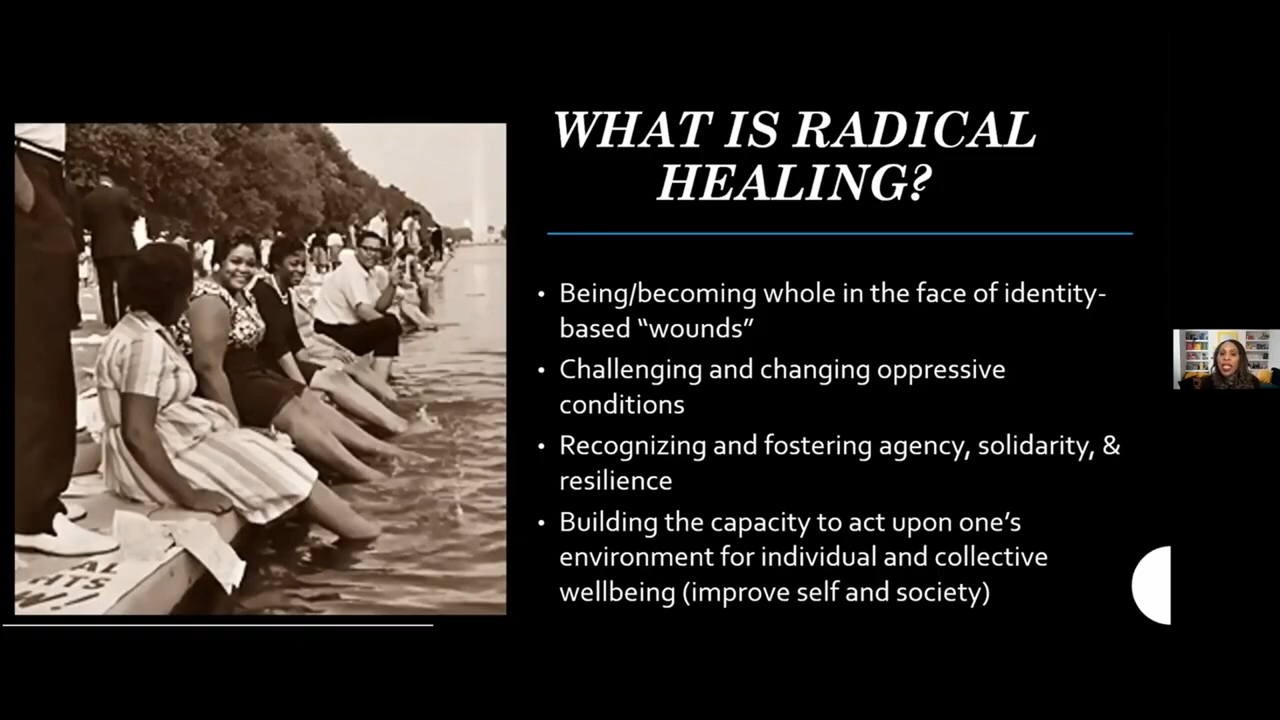 WHAT IS RADICAL
HEALING?
• Being/becoming whole in the face of identity-
based “wounds”
• Challenging and changing oppressive
conditions
• Recognizing and fostering agency, solidarity, &
resilience
• Building the capacity to act upon one’s
environment for individual and collective
wellbeing (improve self and society)
AL
HTS
W!